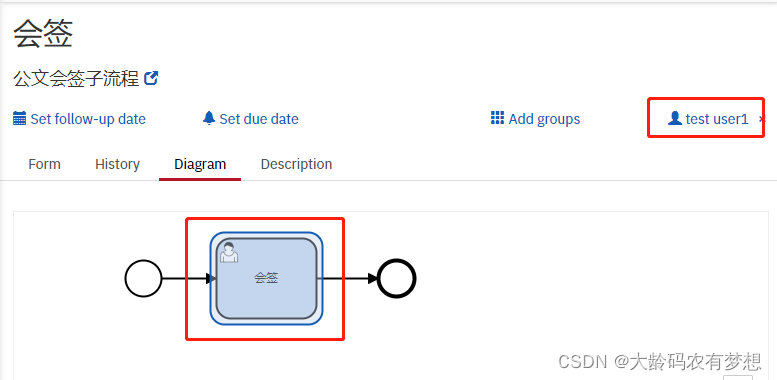 会签
公文会签子流程
Set follow-up date Set due date Add groups test user1 ×
Form History Diagram Description
会签
CSDN @大龄码农有梦想